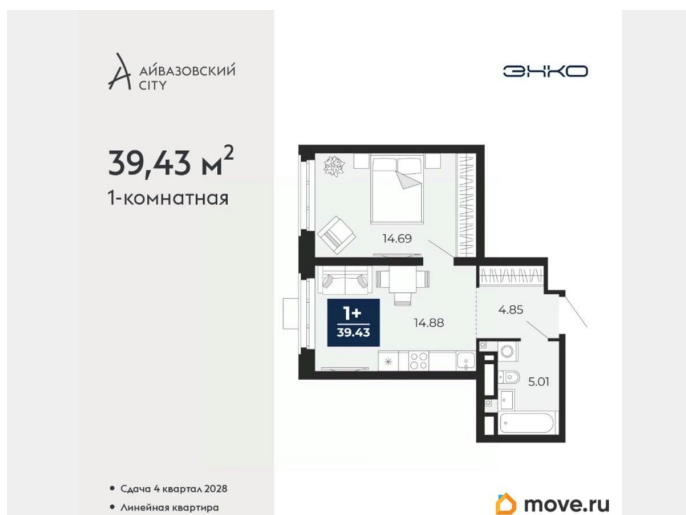 АЙВАЗОВСКИЙ
CITY
ЭНКО
39,43 м²
1-комнатная
14.69
1+
39.43
14.88
4.85
5.01
• Сдача 4 квартал 2028
• Линейная квартира
move.ru